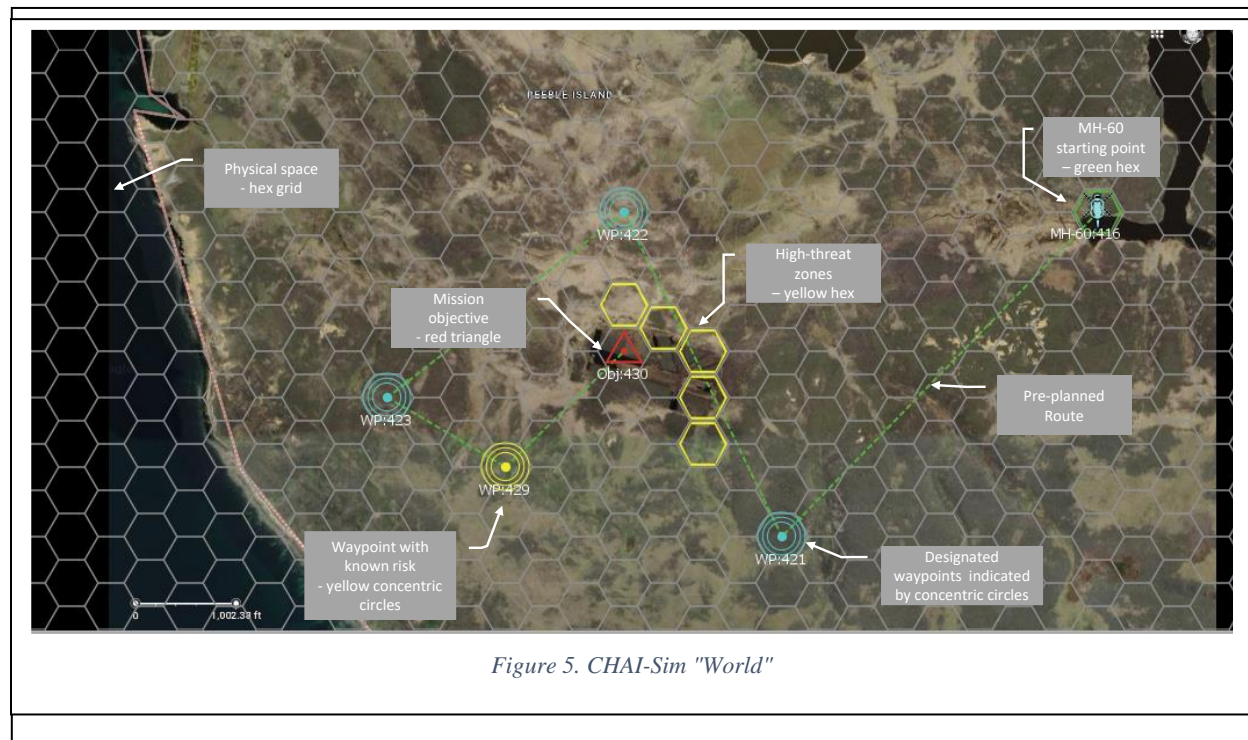 PEEBLE ISLAND
MH-60
starting point
– green hex
Physical space
- hex grid
WP:422
MH-60:416
High-threat
zones
– yellow hex
Mission
objective
- red triangle
Obj:430
WP:423
Pre-planned
Route
WP:429
Waypoint with
known risk
- yellow concentric
circles
WP:421
Designated
waypoints indicated
by concentric circles
0
1,002.33 ft
Figure 5. CHAI-Sim "World"